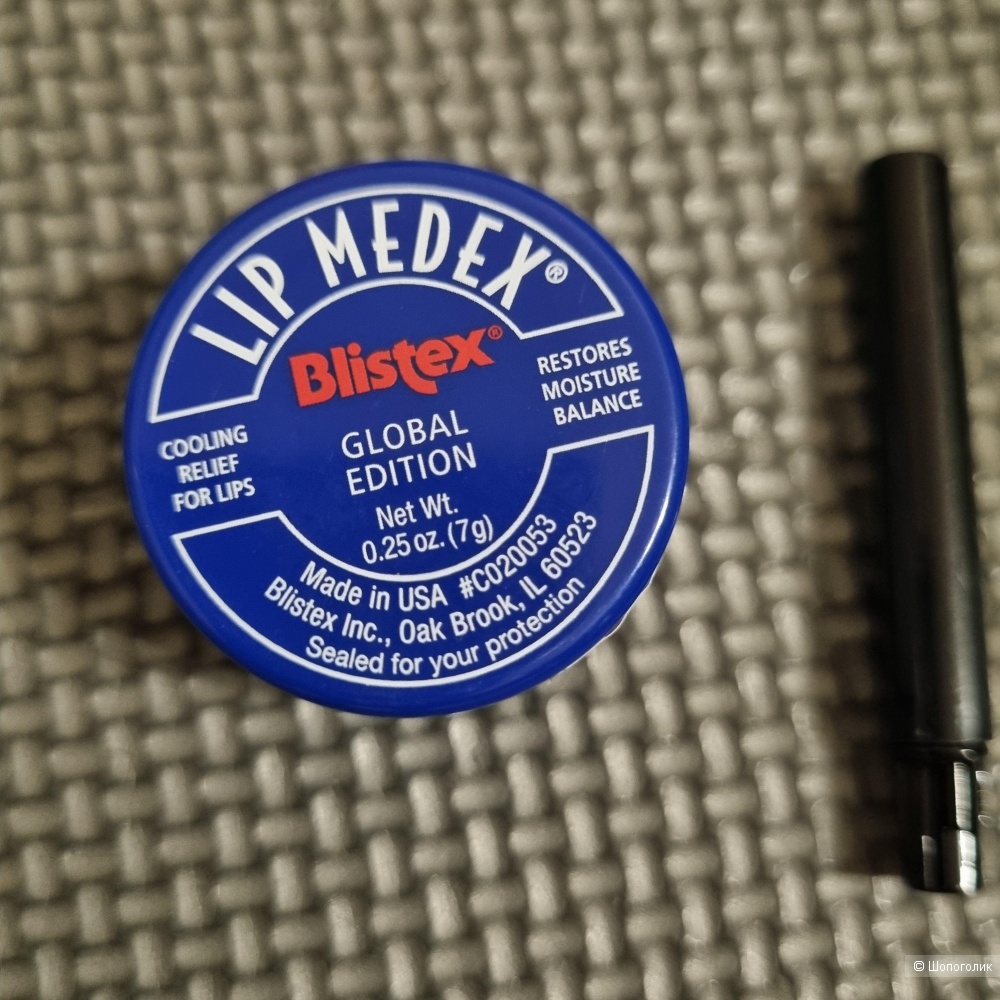 LIP MEDEX®
Blistex®
COOLING
RELIEF
FOR LIPS
RESTORES
MOISTURE
BALANCE
GLOBAL
EDITION
Net Wt.
0.25 oz. (7g)
Made in USA #C020053
Blistex Inc., Oak Brook, IL 60523
Sealed for your protection
© Шопоголик